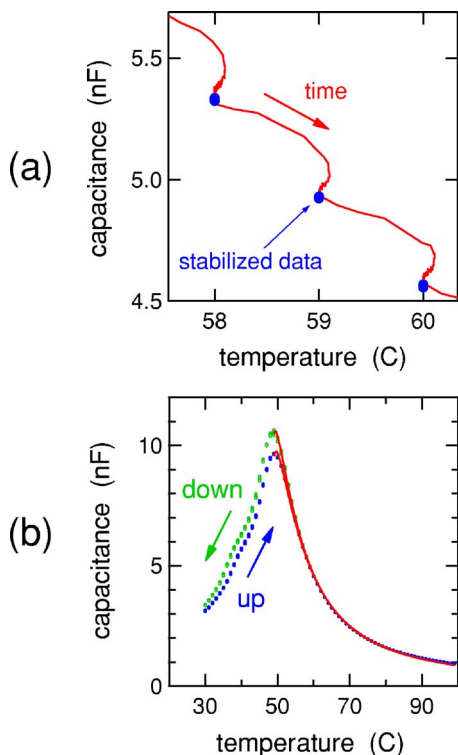 (a)
capacitance (nF)
5.5
5.0
4.5
time
stabilized data
58
59
60
temperature (C)
(b)
capacitance (nF)
10
5
0
down
up
30
50
70
90
temperature (C)